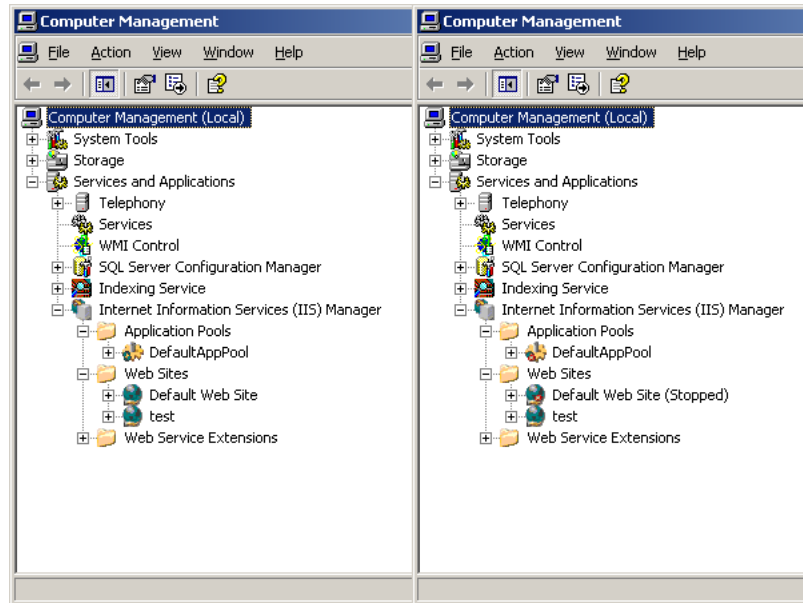 Computer Management
File Action View Window Help
Computer Management (Local)
System Tools
Storage
Services and Applications
Telephony
Services
WMI Control
SQL Server Configuration Manager
Indexing Service
Internet Information Services (IIS) Manager
Application Pools
DefaultAppPool
Web Sites
Default Web Site
test
Web Service Extensions
Computer Management
File Action View Window Help
Computer Management (Local)
System Tools
Storage
Services and Applications
Telephony
Services
WMI Control
SQL Server Configuration Manager
Indexing Service
Internet Information Services (IIS) Manager
Application Pools
DefaultAppPool
Web Sites
Default Web Site (Stopped)
test
Web Service Extensions